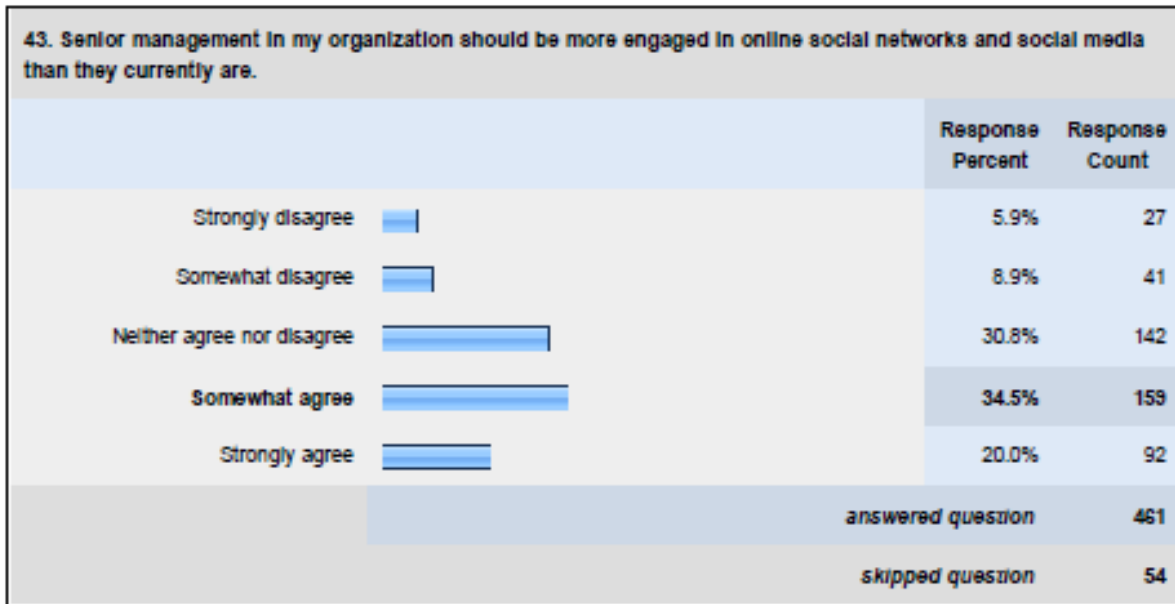 43. Senior management in my organization should be more engaged in online social networks and social media
than they currently are.
Response Percent Response Count
Strongly disagree 5.9% 27
Somewhat disagree 8.9% 41
Neither agree nor disagree 30.8% 142
Somewhat agree 34.5% 159
Strongly agree 20.0% 92
answered question 461
skipped question 54